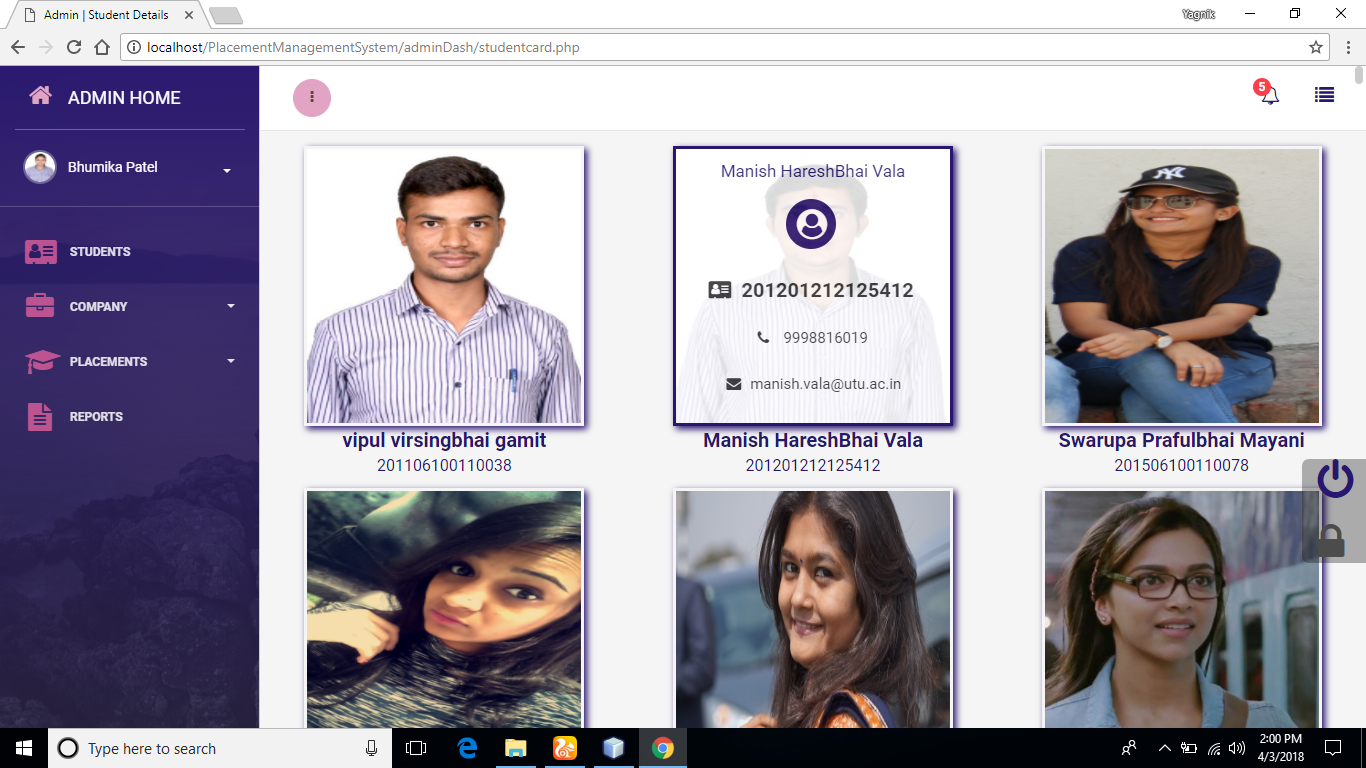 Admin | Student Details
Yagnik
localhost/PlacementManagementSystem/adminDash/studentcard.php
ADMIN HOME
5
Bhumika Patel
STUDENTS
COMPANY
PLACEMENTS
REPORTS
Manish HareshBhai Vala
201201212125412
9998816019
manish.vala@utu.ac.in
NY
vipul virsingbhai gamit
201106100110038
Manish HareshBhai Vala
201201212125412
Swarupa Prafulbhai Mayani
201506100110078
Type here to search
2:00 PM
4/3/2018